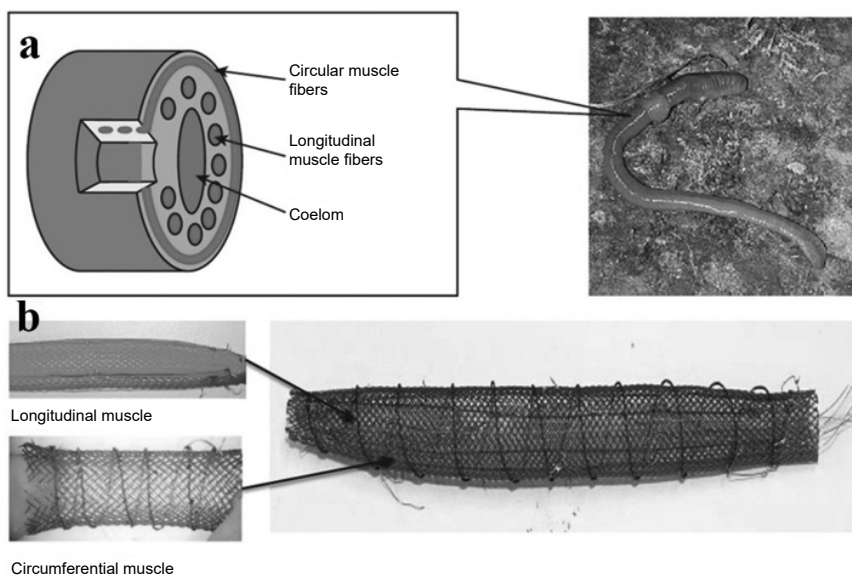 a
Circular muscle
fibers
Longitudinal
muscle fibers
Coelom
b
Longitudinal muscle
Circumferential muscle